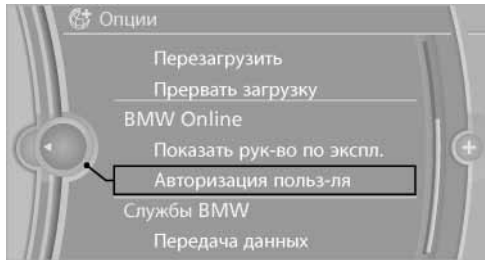 Опции
Перезагрузить
Прервать загрузку
BMW Online
Показать рук-во по экспл.
Авторизация польз-ля
Службы BMW
Передача данных